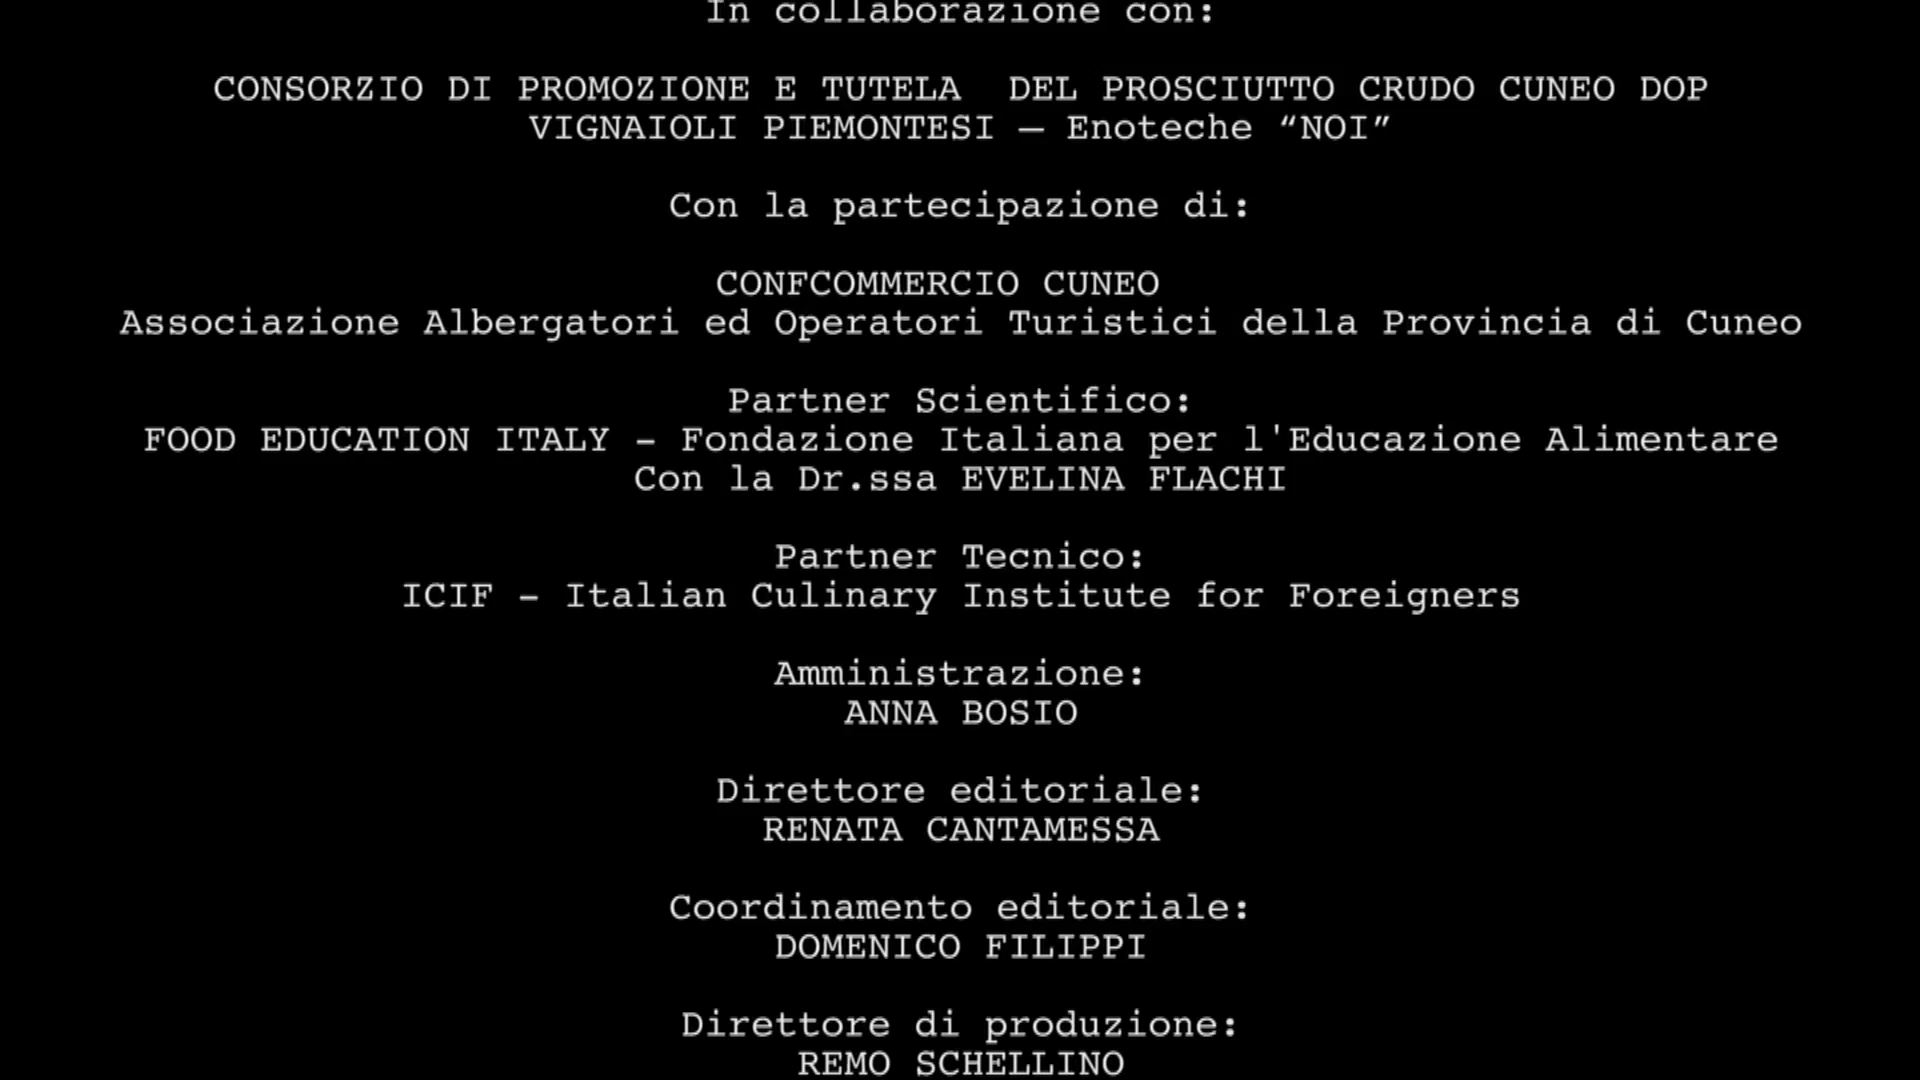 In collaborazione con:
CONSORZIO DI PROMOZIONE E TUTELA  DEL PROSCIUTTO CRUDO CUNEO DOP
VIGNAIOLI PIEMONTESI – Enoteche “NOI”
Con la partecipazione di:
CONFCOMMERCIO CUNEO
Associazione Albergatori ed Operatori Turistici della Provincia di Cuneo
Partner Scientifico:
FOOD EDUCATION ITALY - Fondazione Italiana per l'Educazione Alimentare
Con la Dr.ssa EVELINA FLACHI
Partner Tecnico:
ICIF - Italian Culinary Institute for Foreigners
Amministrazione:
ANNA BOSIO
Direttore editoriale:
RENATA CANTAMESSA
Coordinamento editoriale:
DOMENICO FILIPPI
Direttore di produzione:
REMO SCHELLINO